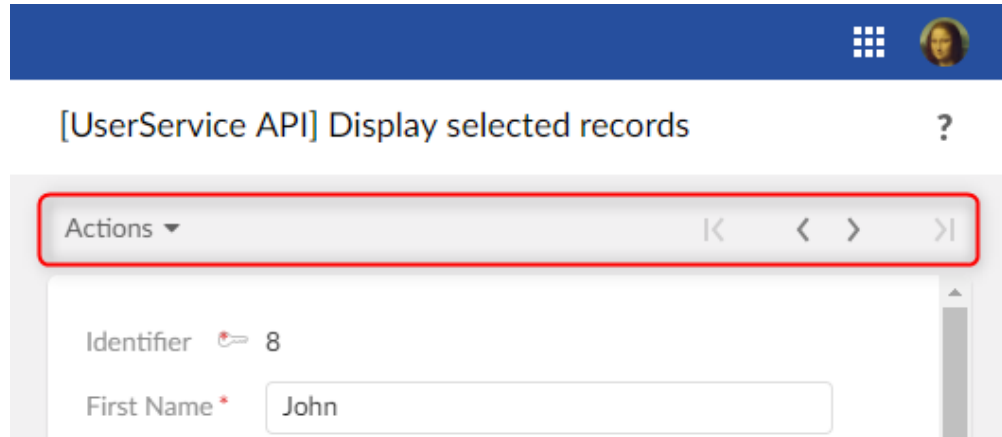 [UserService API] Display selected records ?
Actions
Identifier 8
First Name* John